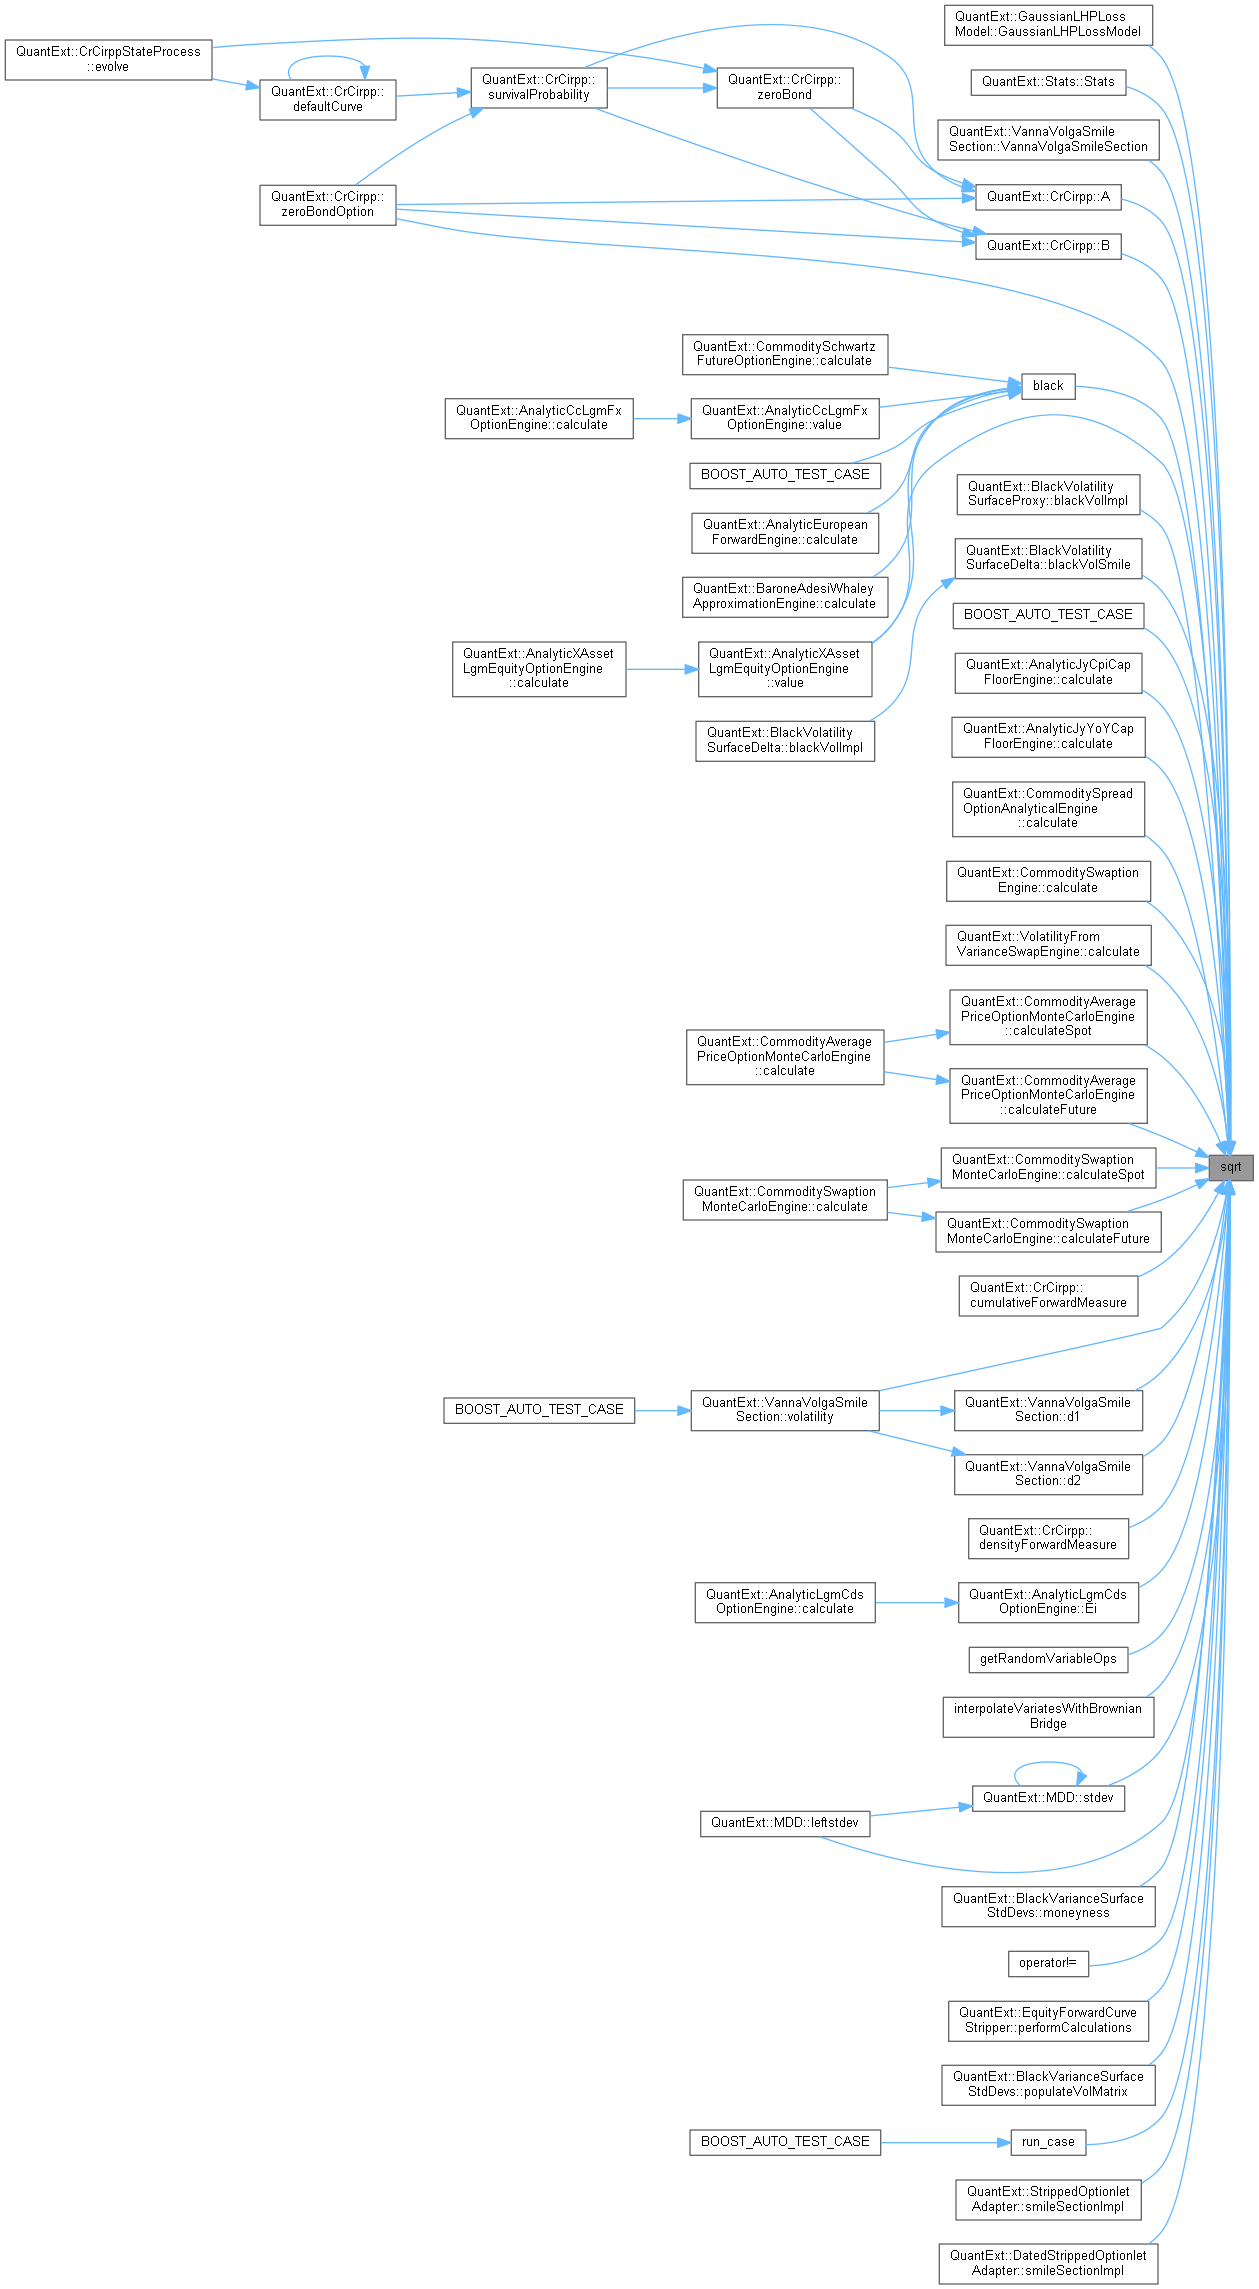 QuantExt::GaussianLHPLoss
Model::GaussianLHPLossModel
QuantExt::CrCirppStateProcess
::evolve
QuantExt::CrCirpp::
defaultCurve
QuantExt::CrCirpp::
survivalProbability
QuantExt::CrCirpp::
zeroBond
QuantExt::Stats::Stats
QuantExt::VannaVolgaSmile
Section::VannaVolgaSmileSection
QuantExt::CrCirpp::
zeroBondOption
QuantExt::CrCirpp::A
QuantExt::CrCirpp::B
QuantExt::CommoditySchwartz
FutureOptionEngine::calculate
black
QuantExt::AnalyticCcLgmFx
OptionEngine::calculate
QuantExt::AnalyticCcLgmFx
OptionEngine::value
BOOST_AUTO_TEST_CASE
QuantExt::BlackVolatility
SurfaceProxy::blackVolImpl
QuantExt::AnalyticEuropean
ForwardEngine::calculate
QuantExt::BlackVolatility
SurfaceDelta::blackVolSmile
QuantExt::BaroneAdesiWhaley
ApproximationEngine::calculate
BOOST_AUTO_TEST_CASE
QuantExt::AnalyticXAsset
LgmEquityOptionEngine
::calculate
QuantExt::AnalyticXAsset
LgmEquityOptionEngine
::value
QuantExt::AnalyticJyCpiCap
FloorEngine::calculate
QuantExt::BlackVolatility
SurfaceDelta::blackVolImpl
QuantExt::AnalyticJyYoYCap
FloorEngine::calculate
QuantExt::CommoditySpread
OptionAnalyticalEngine
::calculate
QuantExt::CommoditySwaption
Engine::calculate
QuantExt::VolatilityFrom
VarianceSwapEngine::calculate
QuantExt::CommodityAverage
PriceOptionMonteCarloEngine
::calculateSpot
QuantExt::CommodityAverage
PriceOptionMonteCarloEngine
::calculate
QuantExt::CommodityAverage
PriceOptionMonteCarloEngine
::calculateFuture
QuantExt::CommoditySwaption
MonteCarloEngine::calculateSpot
sqrt
QuantExt::CommoditySwaption
MonteCarloEngine::calculate
QuantExt::CommoditySwaption
MonteCarloEngine::calculateFuture
QuantExt::CrCirpp::
cumulativeForwardMeasure
BOOST_AUTO_TEST_CASE
QuantExt::VannaVolgaSmile
Section::volatility
QuantExt::VannaVolgaSmile
Section::d1
QuantExt::VannaVolgaSmile
Section::d2
QuantExt::CrCirpp::
densityForwardMeasure
QuantExt::AnalyticLgmCds
OptionEngine::calculate
QuantExt::AnalyticLgmCds
OptionEngine::Ei
getRandomVariableOps
interpolateVariatesWithBrownian
Bridge
QuantExt::MDD::stdev
QuantExt::MDD::leftstdev
QuantExt::BlackVarianceSurface
StdDevs::moneyness
operator!=
QuantExt::EquityForwardCurve
Stripper::performCalculations
QuantExt::BlackVarianceSurface
StdDevs::populateVolMatrix
BOOST_AUTO_TEST_CASE
run_case
QuantExt::StrippedOptionlet
Adapter::smileSectionImpl
QuantExt::DatedStrippedOptionlet
Adapter::smileSectionImpl